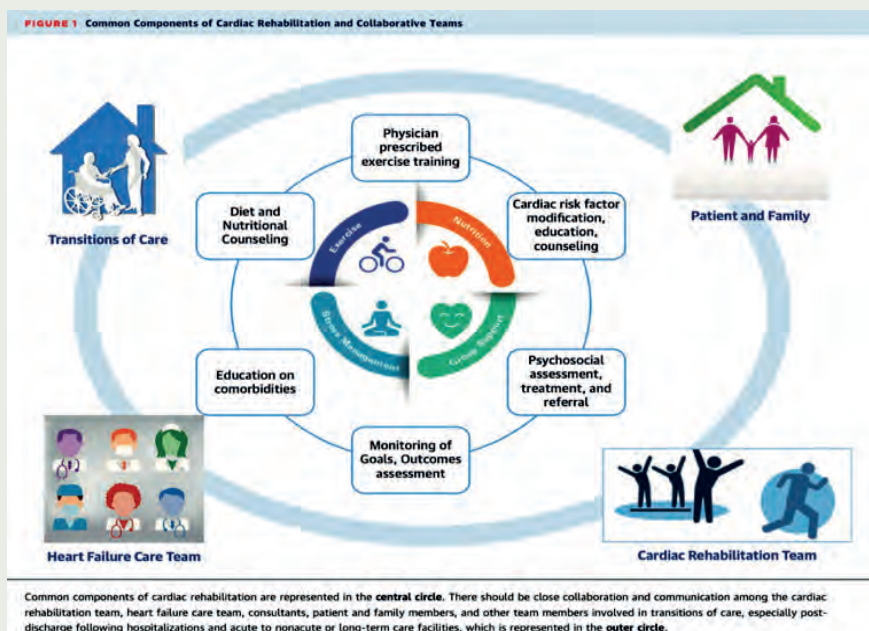 FIGURE 1 Common Components of Cardiac Rehabilitation and Collaborative Teams
Physician
prescribed
exercise training
Diet and
Nutritional
Counseling
Cardiac risk factor
modification,
education,
counseling
Transitions of Care
Patient and Family
Exercise
Nutrition
Stress Management
Group Support
Education on
comorbidities
Psychosocial
assessment,
treatment, and
referral
Monitoring of
Goals, Outcomes
assessment
Heart Failure Care Team
Cardiac Rehabilitation Team
Common components of cardiac rehabilitation are represented in the central circle. There should be close collaboration and communication among the cardiac
rehabilitation team, heart failure care team, consultants, patient and family members, and other team members involved in transitions of care, especially post-
discharge following hospitalizations and acute to nonacute or long-term care facilities, which is represented in the outer circle.